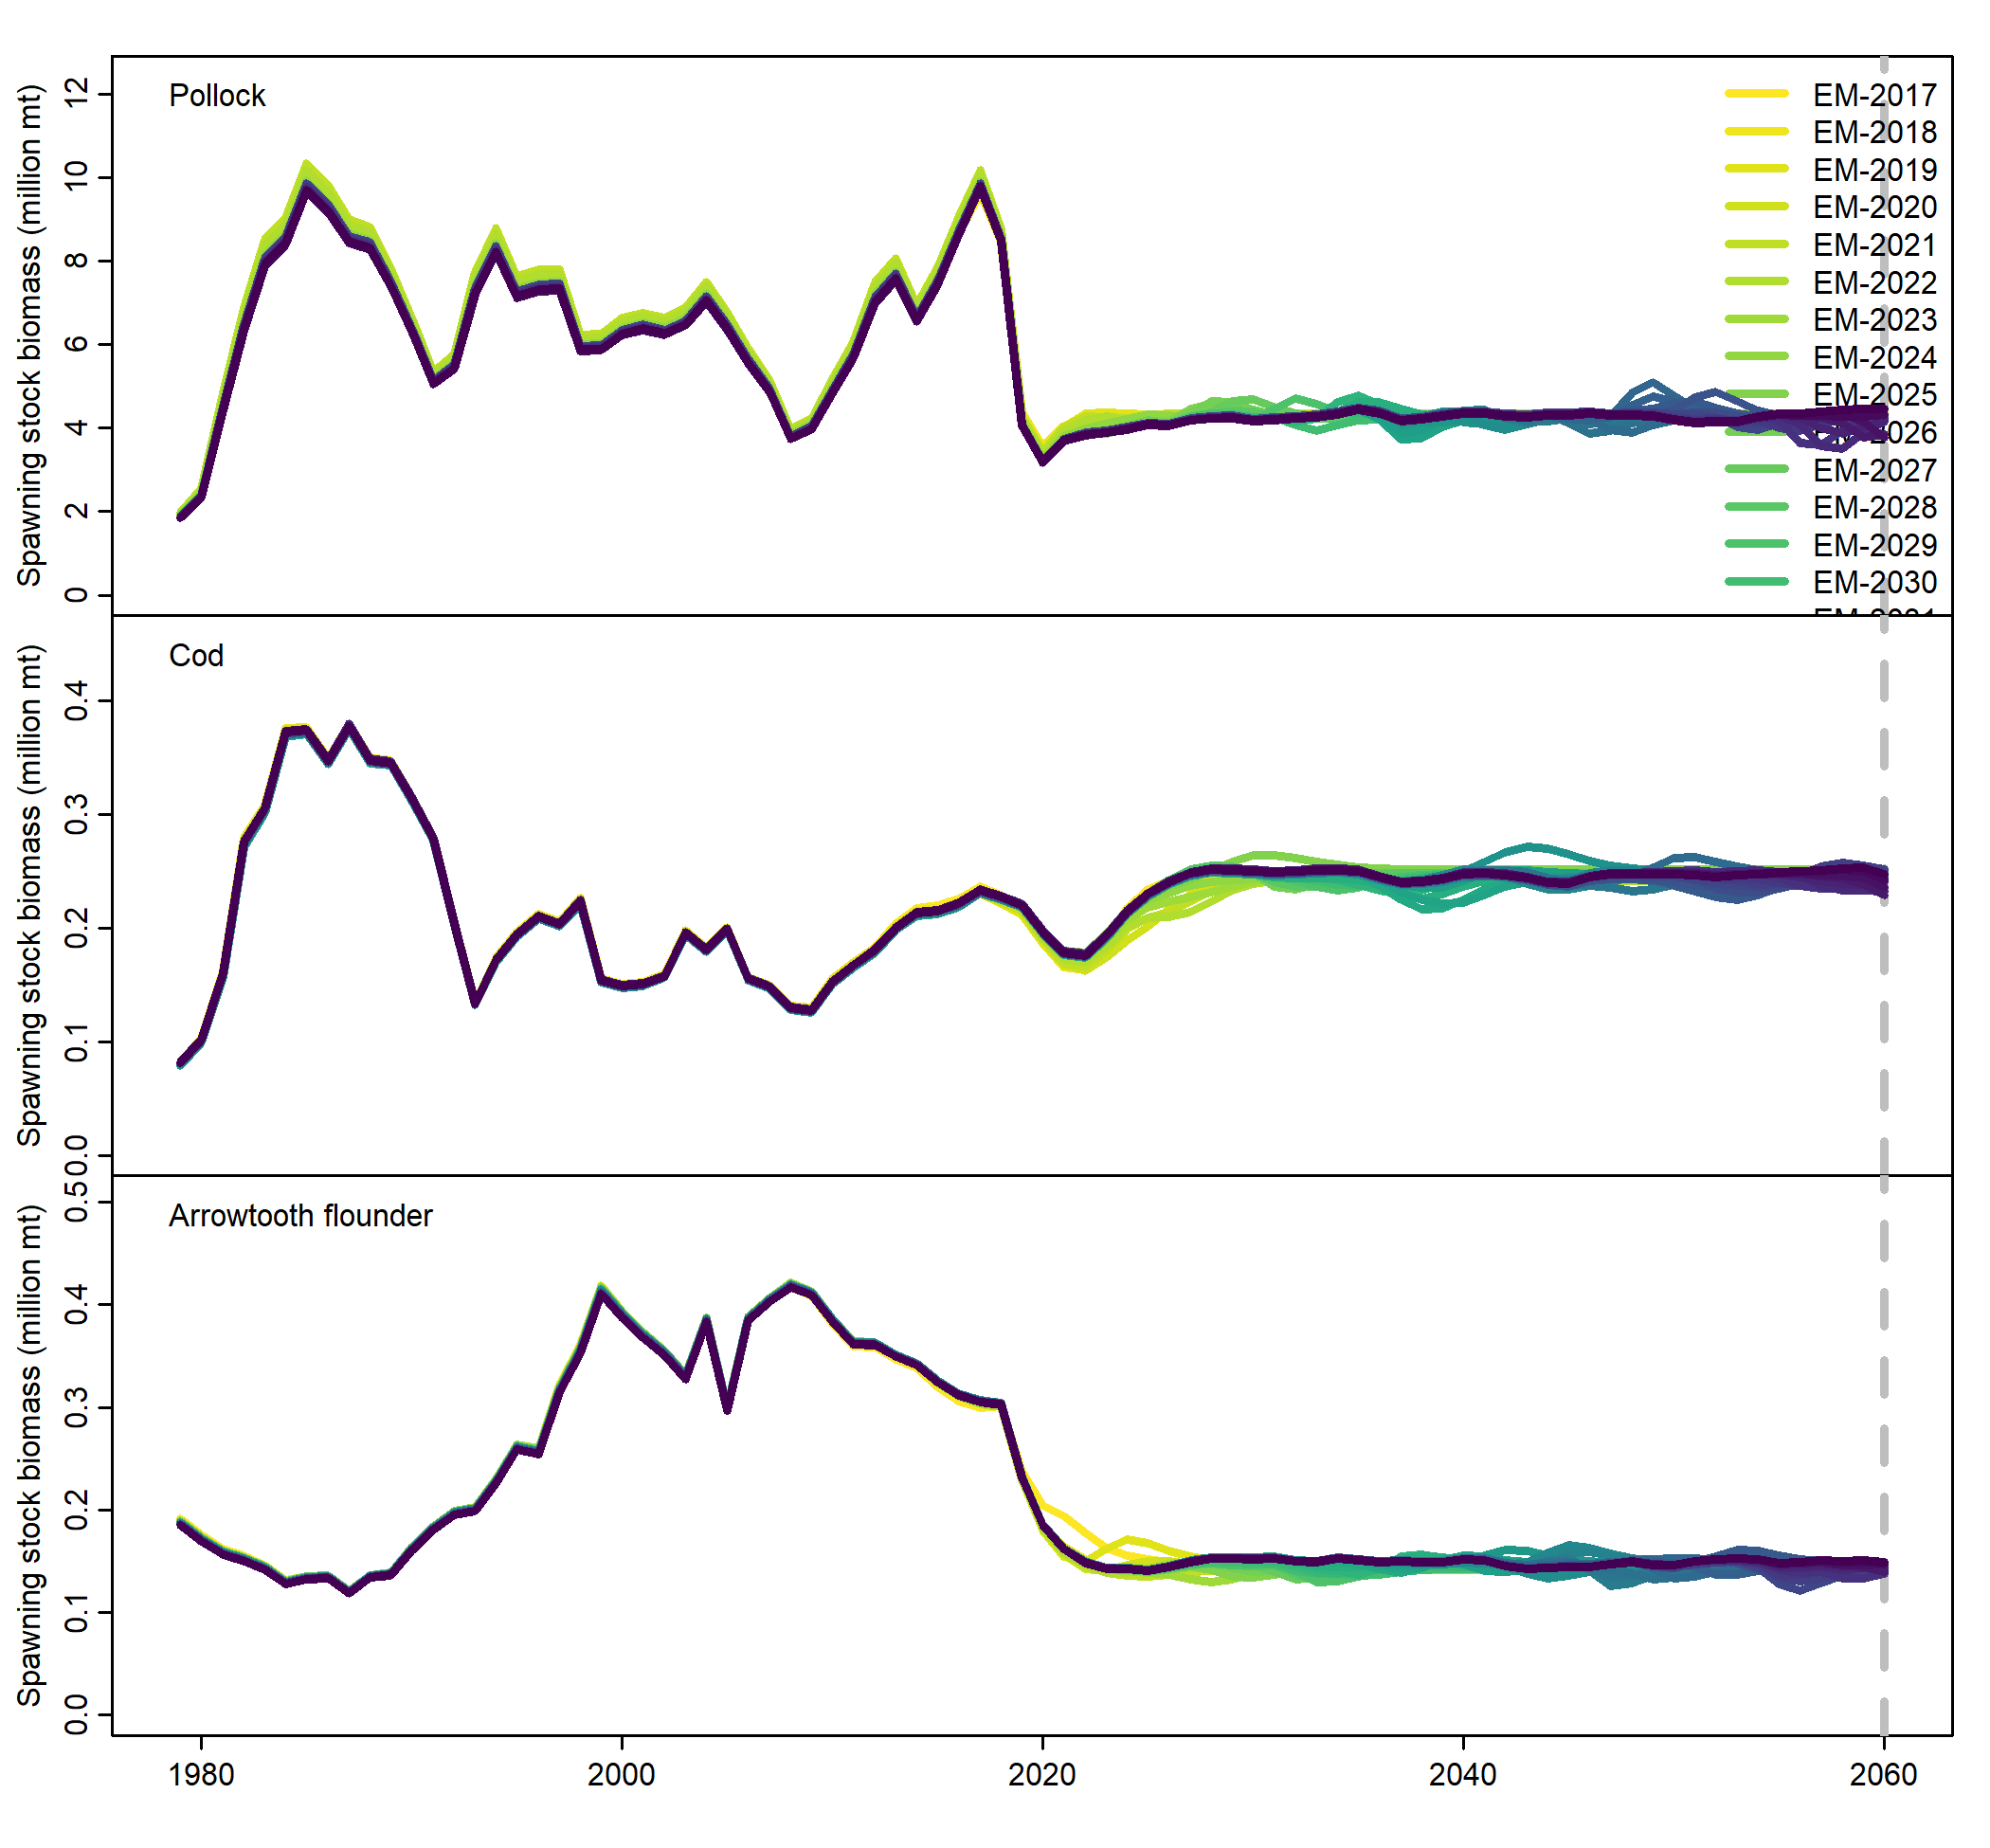 Spawning stock biomass (million mt)
12
10
8
6
4
2
0
Pollock
EM-2017
EM-2018
EM-2019
EM-2020
EM-2021
EM-2022
EM-2023
EM-2024
EM-2025
EM-2026
EM-2027
EM-2028
EM-2029
EM-2030
Spawning stock biomass (million mt)
0.4
0.3
0.2
0.1
0.0
Cod
Spawning stock biomass (million mt)
0.5
0.4
0.3
0.2
0.1
0.0
Arrowtooth flounder
1980 2000 2020 2040 2060